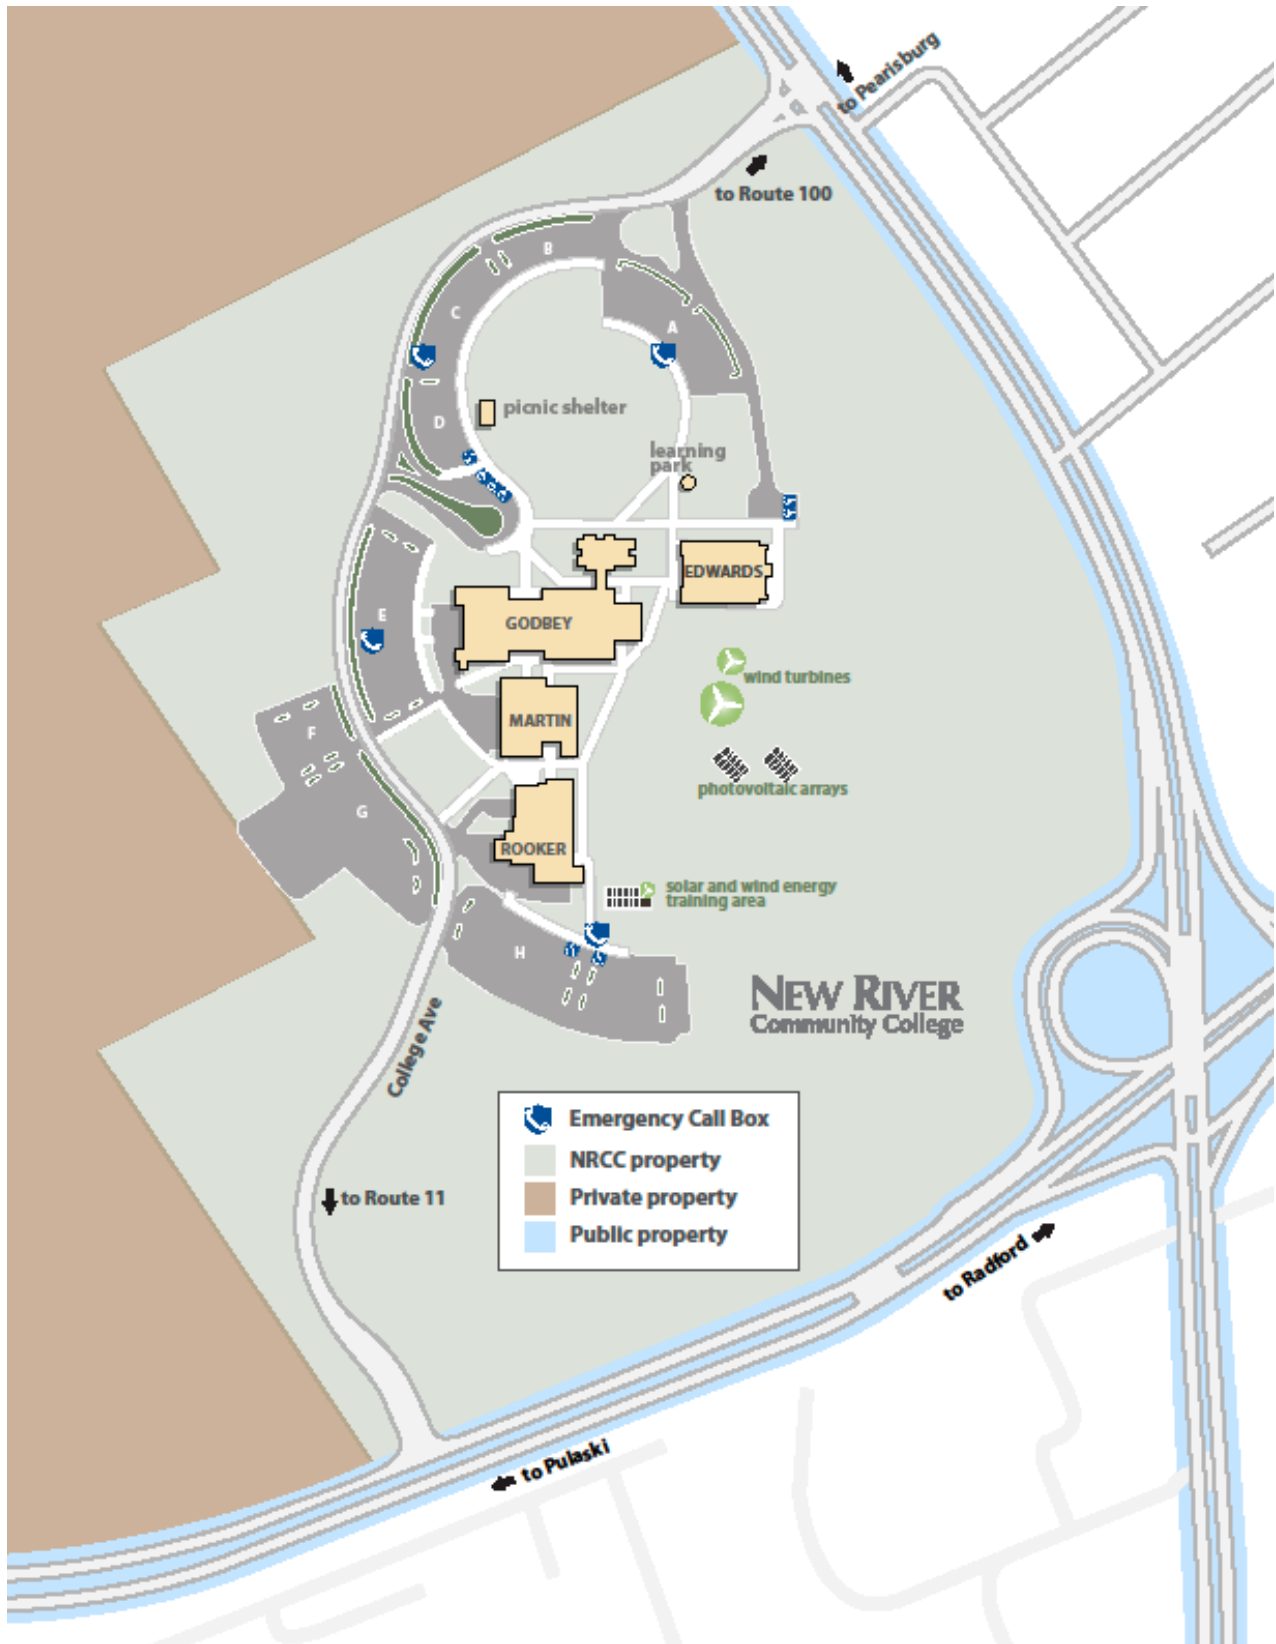 to Pearisburg
to Route 100
B
C
A
D
picnic shelter
learning
park
E
EDWARDS
GODBEY
wind turbines
F
MARTIN
G
photovoltaic arrays
ROOKER
solar and wind energy
training area
H
NEW RIVER
Community College
College Ave
Emergency Call Box
NRCC property
Private property
Public property
to Route 11
to Radford
to Pulaski